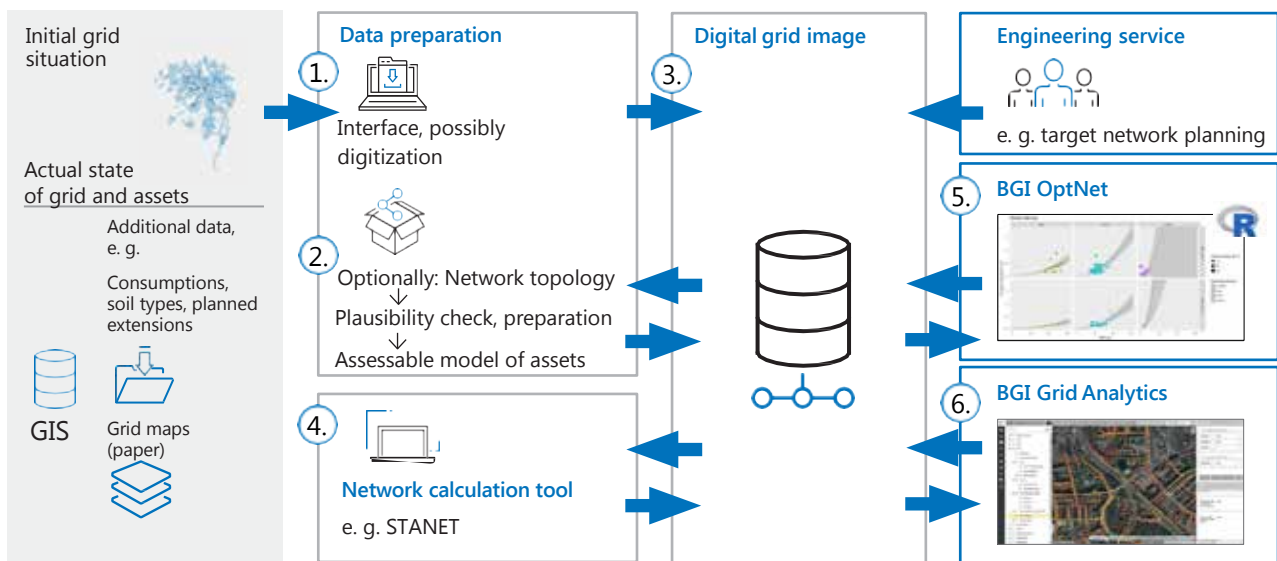 Initial grid
situation
Actual state
of grid and assets
Additional data,
e. g.
Consumptions,
soil types, planned
extensions
GIS
Grid maps
(paper)
1.
Data preparation
Interface, possibly
digitization
2.
Optionally: Network topology
Plausibility check, preparation
Assessable model of assets
4.
Network calculation tool
e. g. STANET
3.
Digital grid image
Engineering service
e. g. target network planning
5.
BGI OptNet
R
6.
BGI Grid Analytics